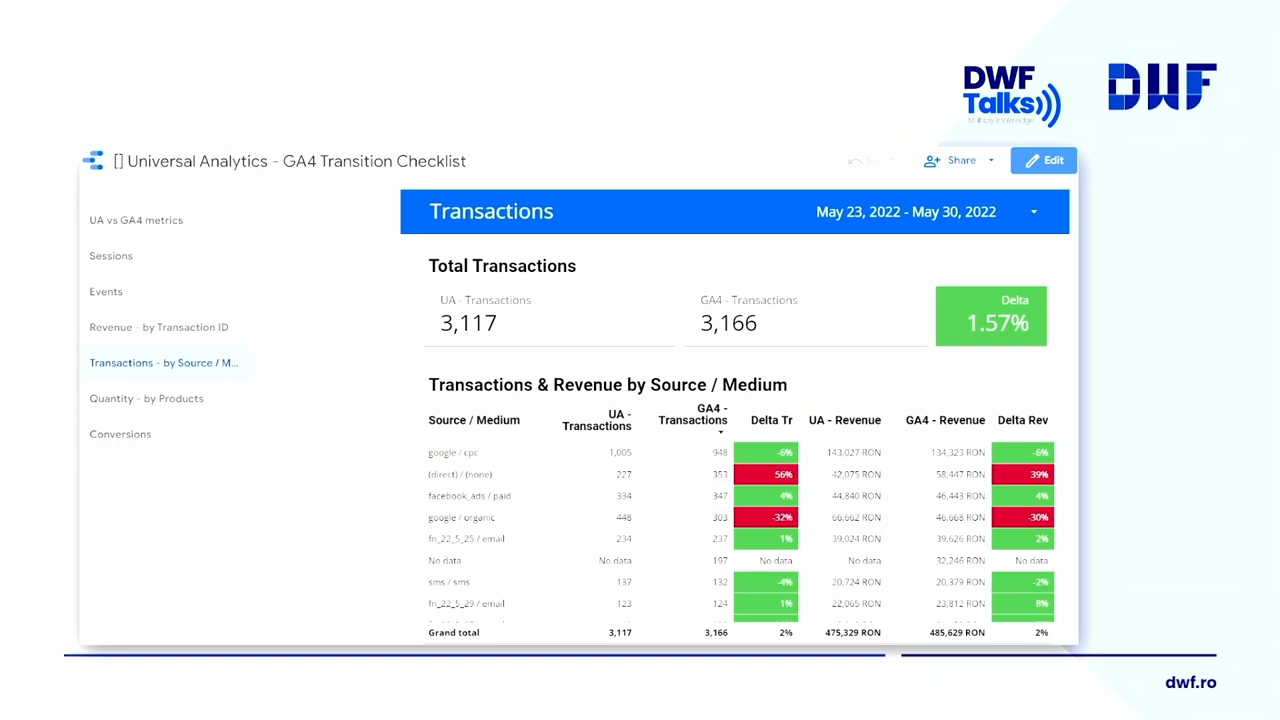 DWF
Talks
Multiply knowledge
DWF
[] Universal Analytics - GA4 Transition Checklist
Share
Edit
UA vs GA4 metrics
Sessions
Events
Revenue - by Transaction ID
Transactions - by Source / M...
Quantity - by Products
Conversions
Transactions
May 23, 2022 - May 30, 2022
Total Transactions
UA - Transactions
3,117
GA4 - Transactions
3,166
Delta
1.57%
Transactions & Revenue by Source / Medium
Source / Medium UA - Transactions GA4 - Transactions Delta Tr UA - Revenue GA4 - Revenue Delta Rev
google / cpc 1,005 948 -6% 143,027 RON 134,323 RON -6%
(direct) / (none) 227 353 56% 42,075 RON 58,447 RON 39%
facebook_ads / paid 334 347 4% 44,840 RON 46,443 RON 4%
google / organic 448 303 -32% 66,662 RON 46,668 RON -30%
fn_22_5_25 / email 234 237 1% 39,024 RON 39,626 RON 2%
No data No data 197 No data No data 32,246 RON No data
sms / sms 137 132 -4% 20,724 RON 20,379 RON -2%
fn_22_5_29 / email 123 124 1% 22,065 RON 23,812 RON 8%
Grand total 3,117 3,166 2% 475,329 RON 485,629 RON 2%
dwf.ro